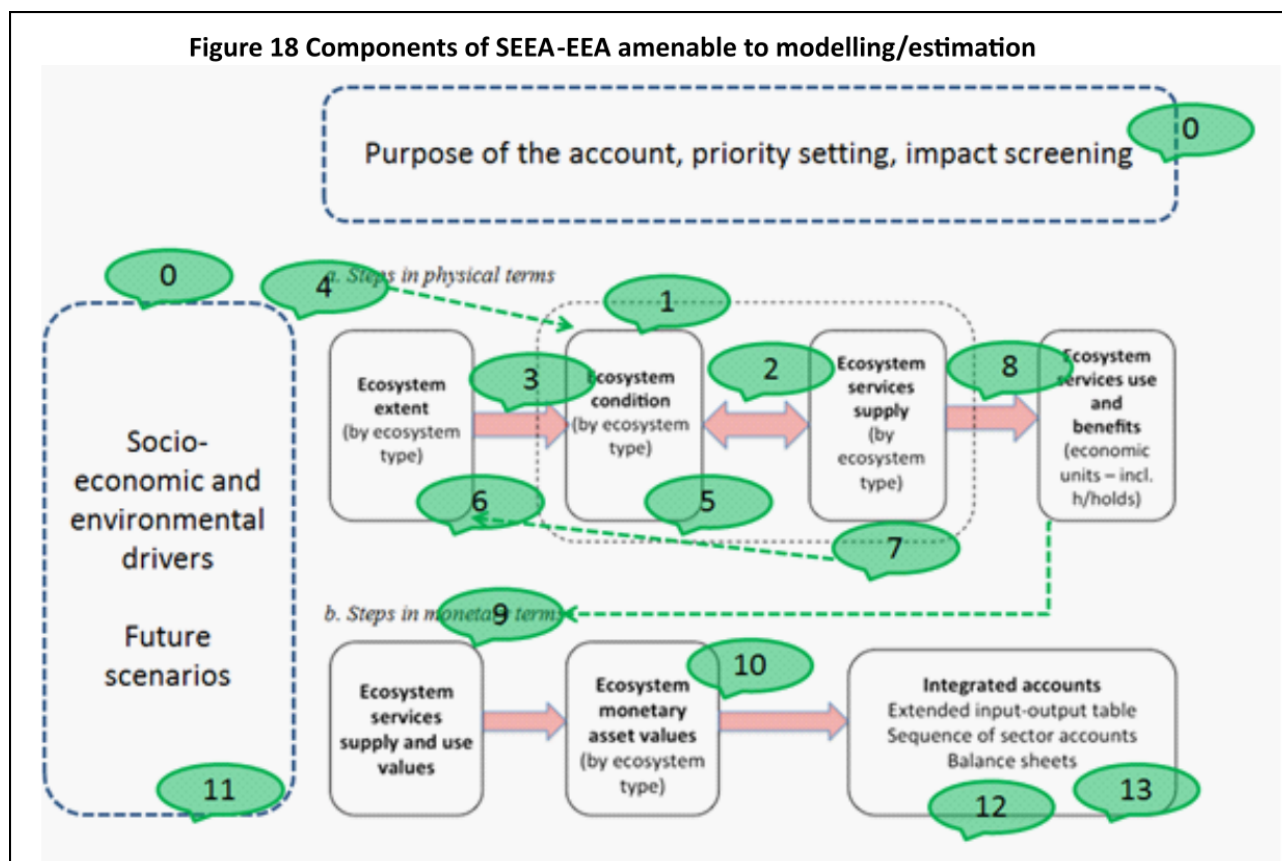 Figure 18 Components of SEEA-EEA amenable to modelling/estimation
0
Purpose of the account, priority setting, impact screening
0
4
a. Steps in physical terms
1
3
2
8
Ecosystem
extent
(by ecosystem
type)
Ecosystem
condition
(by ecosystem
type)
Ecosystem
services
supply
(by
ecosystem
type)
Ecosystem
services use
and
benefits
(economic
units – incl.
h/holds)
Socio-
economic and
environmental
drivers
Future
scenarios
6
5
7
b. Steps in monetary terms
9
10
Ecosystem
services
supply and use
values
Ecosystem
monetary
asset values
(by ecosystem
type)
Integrated accounts
Extended input-output table
Sequence of sector accounts
Balance sheets
11
12
13